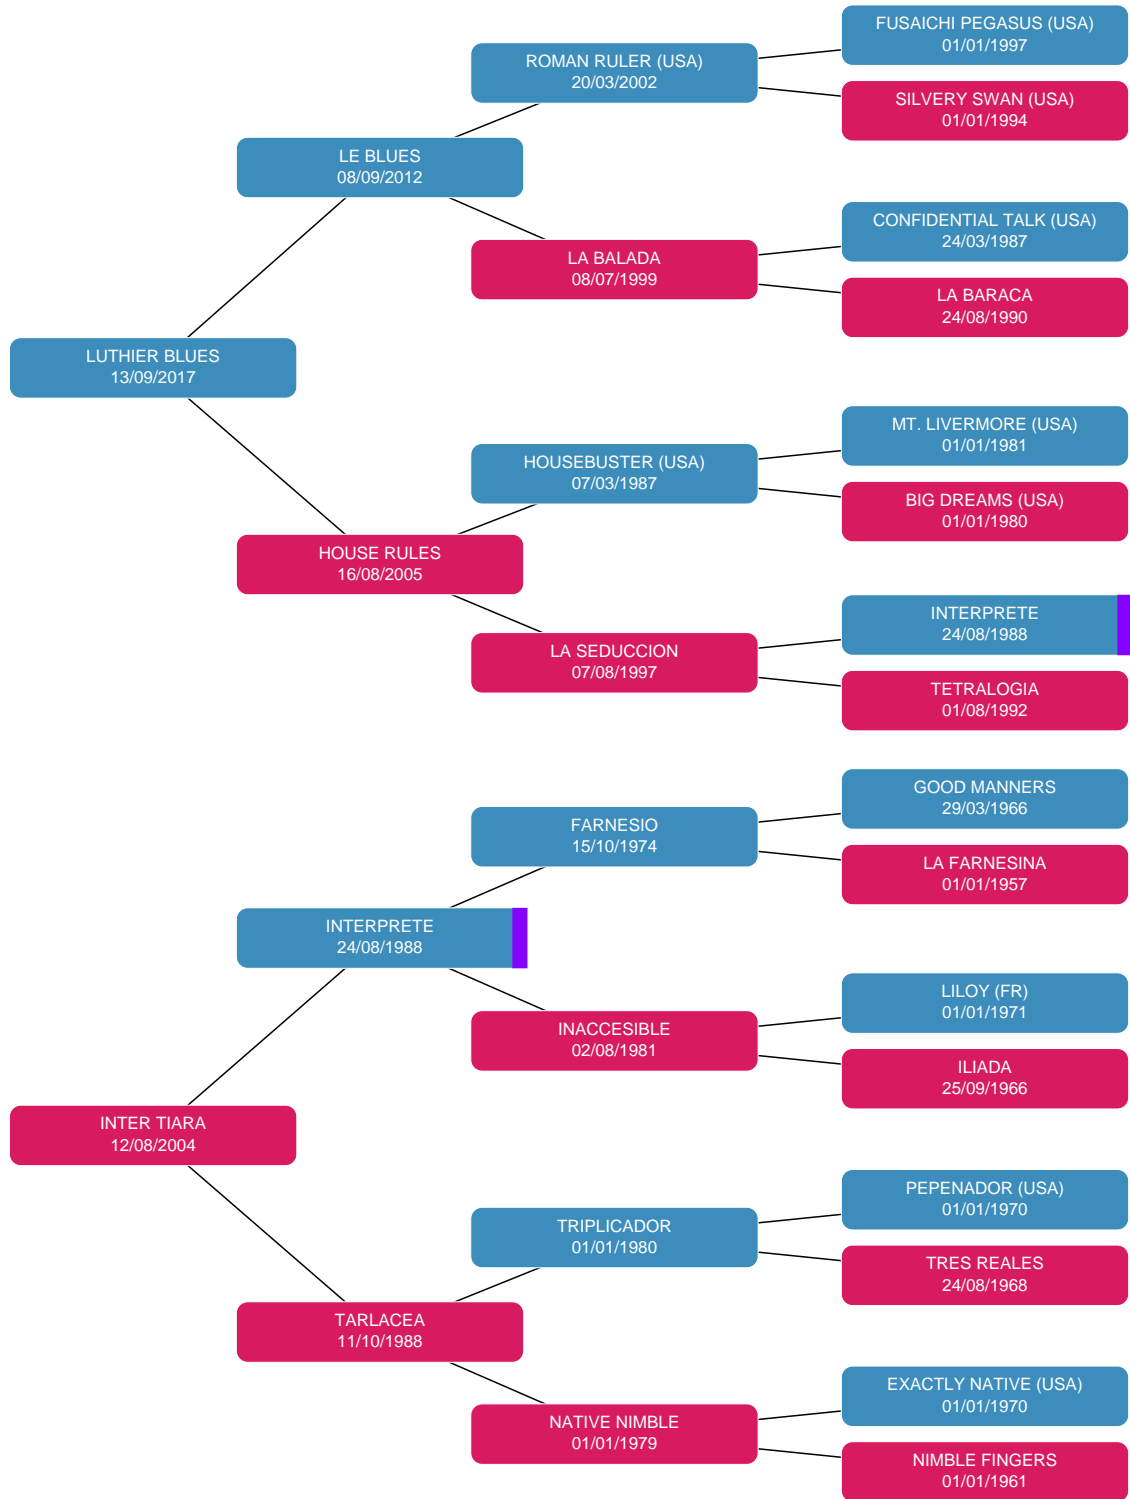 FUSAICHI PEGASUS (USA)
01/01/1997
ROMAN RULER (USA)
20/03/2002
SILVERY SWAN (USA)
01/01/1994
LE BLUES
08/09/2012
CONFIDENTIAL TALK (USA)
24/03/1987
LA BALADA
08/07/1999
LA BARACA
24/08/1990
LUTHIER BLUES
13/09/2017
MT. LIVERMORE (USA)
01/01/1981
HOUSEBUSTER (USA)
07/03/1987
BIG DREAMS (USA)
01/01/1980
HOUSE RULES
16/08/2005
INTERPRETE
24/08/1988
LA SEDUCCION
07/08/1997
TETRALOGIA
01/08/1992
GOOD MANNERS
29/03/1966
FARNESIO
15/10/1974
LA FARNESINA
01/01/1957
INTERPRETE
24/08/1988
LILOY (FR)
01/01/1971
INACCESIBLE
02/08/1981
ILIADA
25/09/1966
INTER TIARA
12/08/2004
PEPENADOR (USA)
01/01/1970
TRIPLICADOR
01/01/1980
TRES REALES
24/08/1968
TARLACEA
11/10/1988
EXACTLY NATIVE (USA)
01/01/1970
NATIVE NIMBLE
01/01/1979
NIMBLE FINGERS
01/01/1961